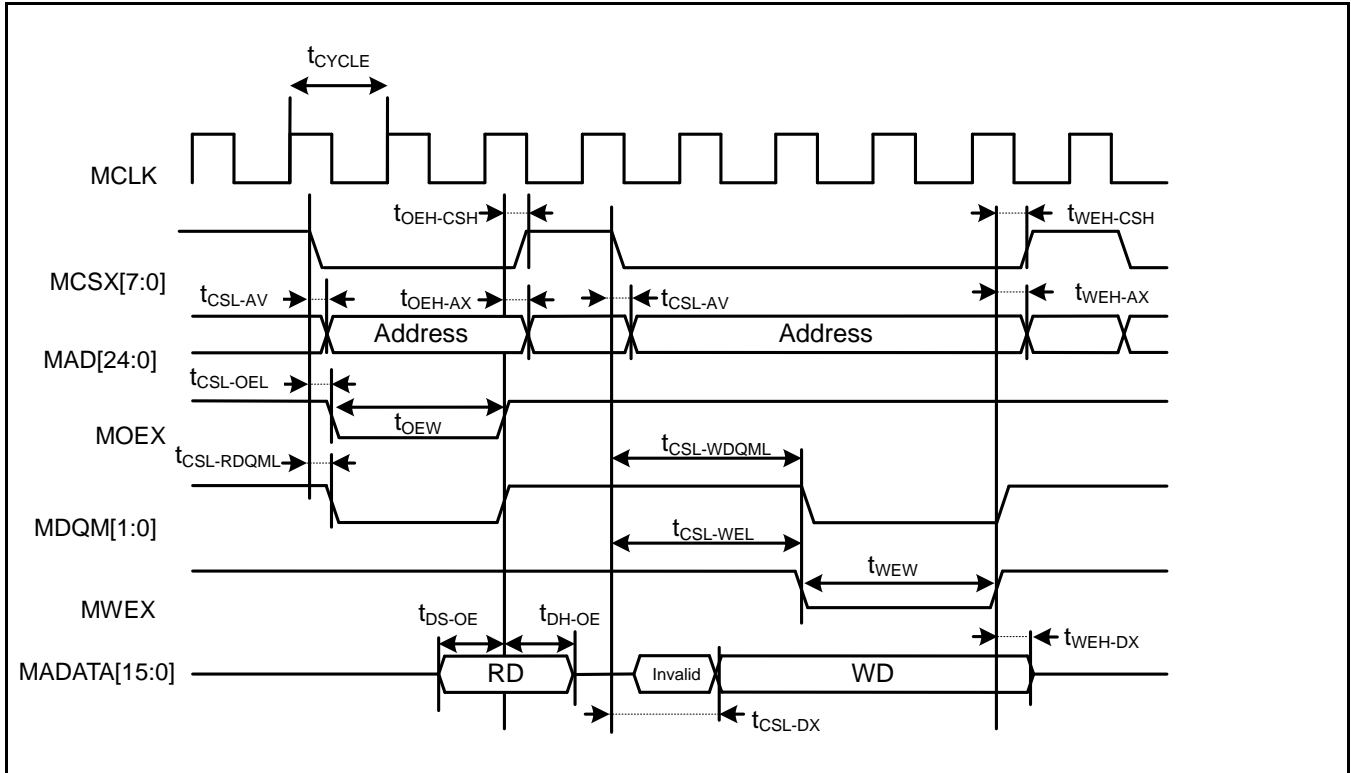 tCYCLE
MCLK
tOEH-CSH
tWEH-CSH
MCSX[7:0]
tCSL-AV
tOEH-AX
tCSL-AV
tWEH-AX
Address
Address
MAD[24:0]
tCSL-OEL
tOEW
MOEX
tCSL-RDQML
tCSL-WDQML
MDQM[1:0]
tCSL-WEL
tWEW
MWEX
tDS-OE
tDH-OE
tWEH-DX
MADATA[15:0]
RD
Invalid
WD
tCSL-DX